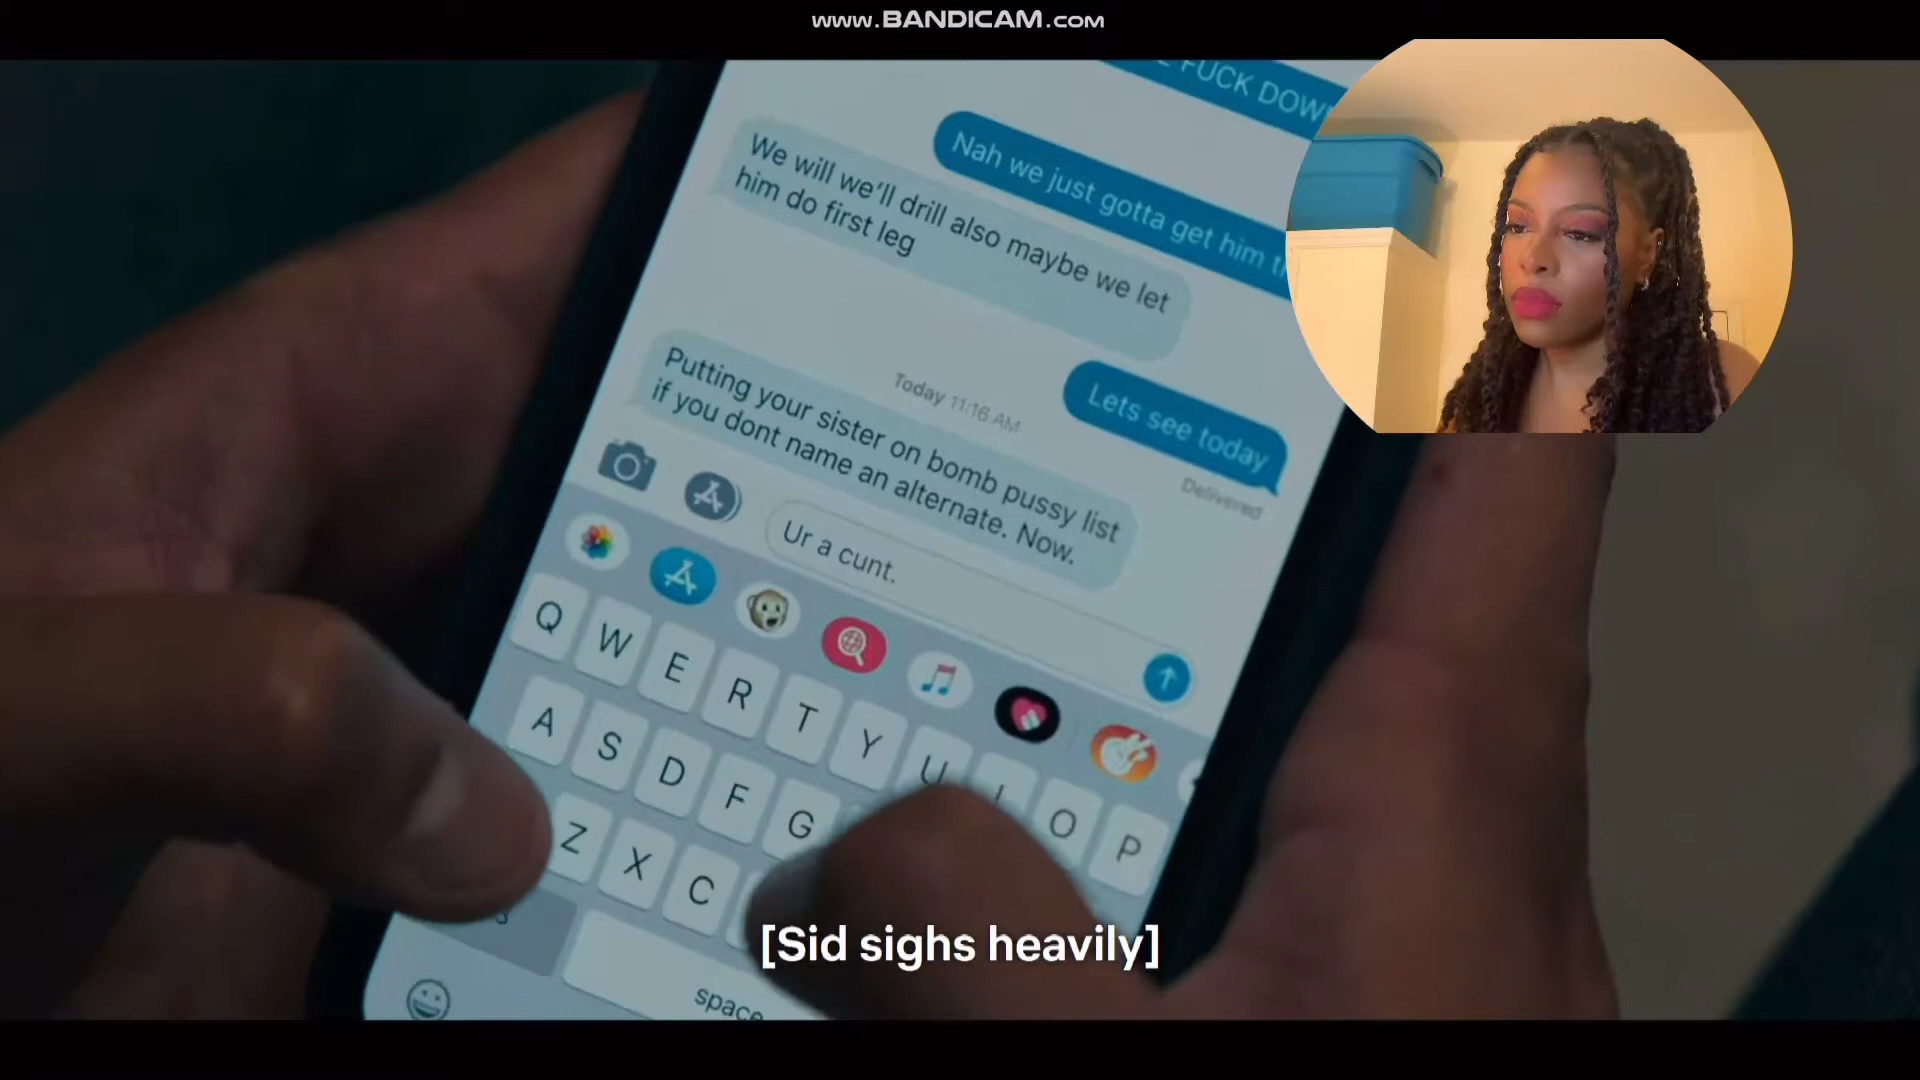 www.BANDICAM.com
FUCK DOW
Nah we just gotta get him
We will we'll drill also maybe we let
him do first leg
Lets see today
Delivered
Today 11:16 AM
Putting your sister on bomb pussy list
if you dont name an alternate. Now.
Ur a cunt.
Q W E R T Y U I O P
A S D F G
Z X C
space
[Sid sighs heavily]